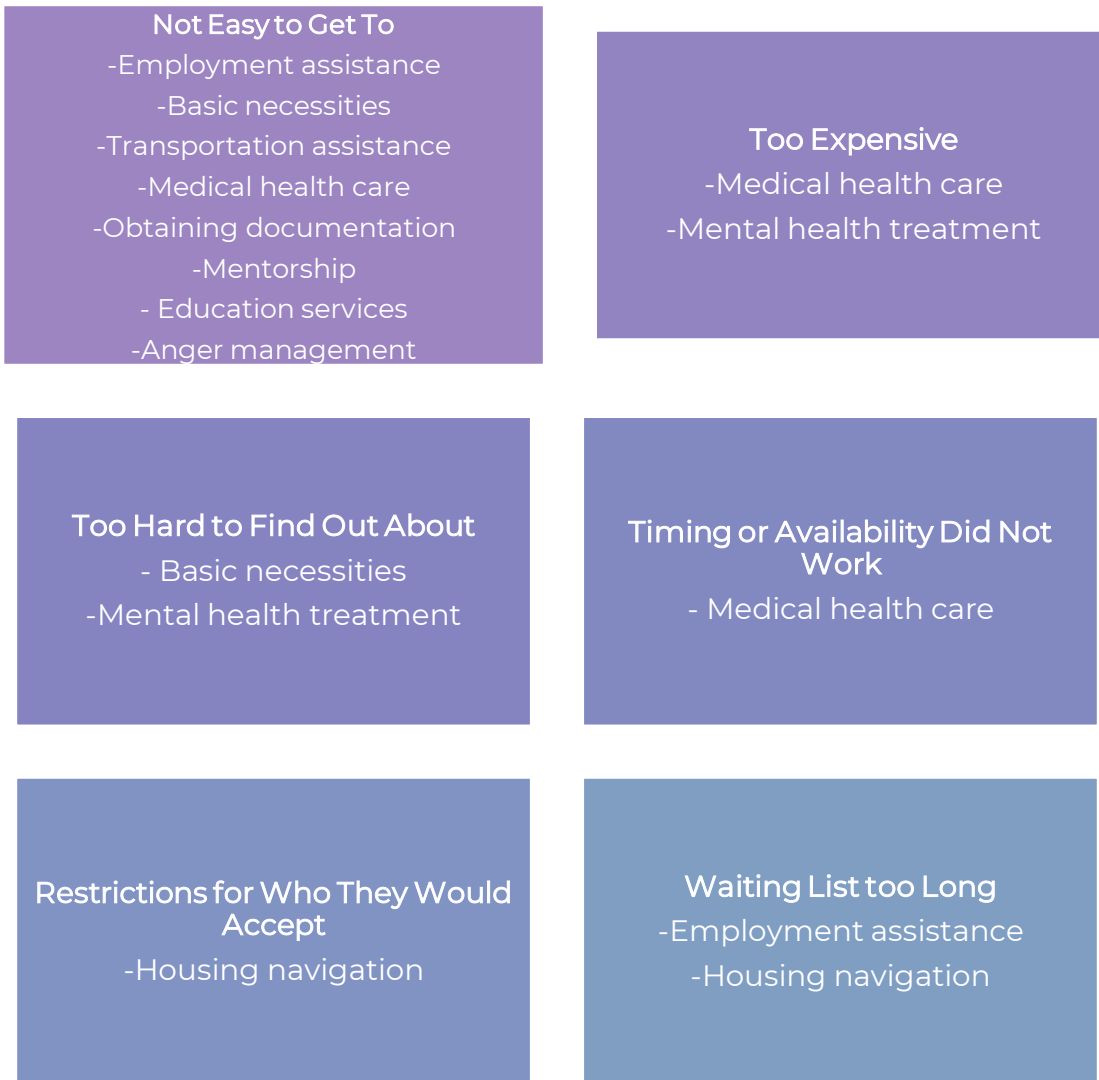 Not Easy to Get To
-Employment assistance
-Basic necessities
-Transportation assistance
-Medical health care
-Obtaining documentation
-Mentorship
- Education services
-Anger management
Too Expensive
-Medical health care
-Mental health treatment
Too Hard to Find Out About
- Basic necessities
-Mental health treatment
Timing or Availability Did Not
Work
- Medical health care
Restrictions for Who They Would
Accept
-Housing navigation
Waiting List too Long
-Employment assistance
-Housing navigation